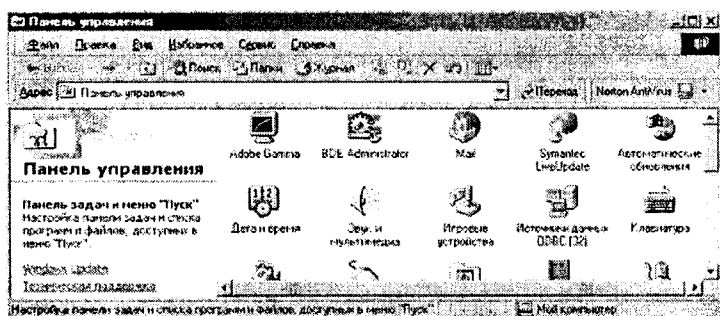 Панель управления
Файл Правка Вид Избранное Сервис Справка
Поиск Папки Журнал
Адрес Панель управления Переход Norton AntiVirus
Панель управления
Adobe Gamma
BDE Administrator
Mail
Symantec LiveUpdate
Автоматические обновления
Панель задач и меню "Пуск"
Настройка панели задач и списка
программ и файлов, доступных в
меню "Пуск".
Дата и время
Звук и мультимедиа
Игровые устройства
Источники данных ODBC (32)
Клавиатура
Windows Update
Техническая поддержка
Настройка панели задач и списка программ и файлов, доступных в меню "Пуск". Мой компьютер